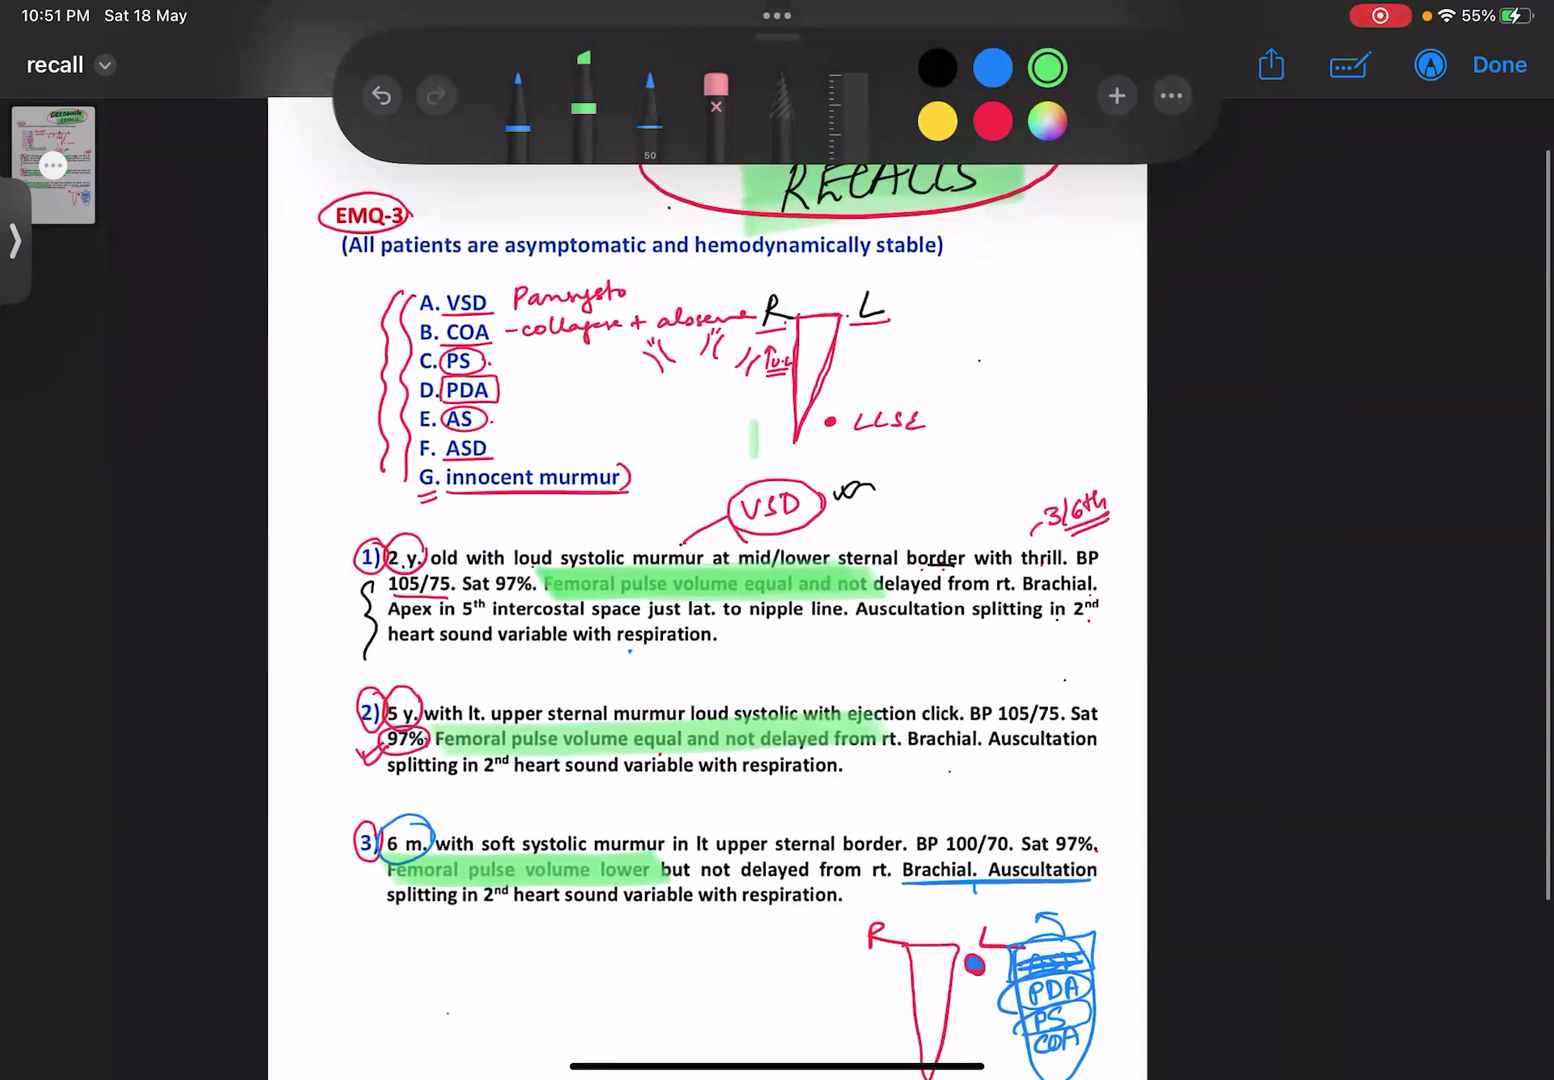 10:51 PM Sat 18 May
55%
recall
Done
50
RECALLS
EMQ-3
(All patients are asymptomatic and hemodynamically stable)
A. VSD Pansysto
B. COA - collapse +
R L
C. PS
D. PDA
E. AS
LLSE
F. ASD
G. innocent murmur)
VSD
3/6th
1) 2 y. old with loud systolic murmur at mid/lower sternal border with thrill. BP
105/75. Sat 97%. Femoral pulse volume equal and not delayed from rt. Brachial.
Apex in 5th intercostal space just lat. to nipple line. Auscultation splitting in 2nd
heart sound variable with respiration.
2) 5 y. with lt. upper sternal murmur loud systolic with ejection click. BP 105/75. Sat
97%. Femoral pulse volume equal and not delayed from rt. Brachial. Auscultation
splitting in 2nd heart sound variable with respiration.
3) 6 m. with soft systolic murmur in lt upper sternal border. BP 100/70. Sat 97%.
Femoral pulse volume lower but not delayed from rt. Brachial. Auscultation
splitting in 2nd heart sound variable with respiration.
R L
PDA
PS
COA